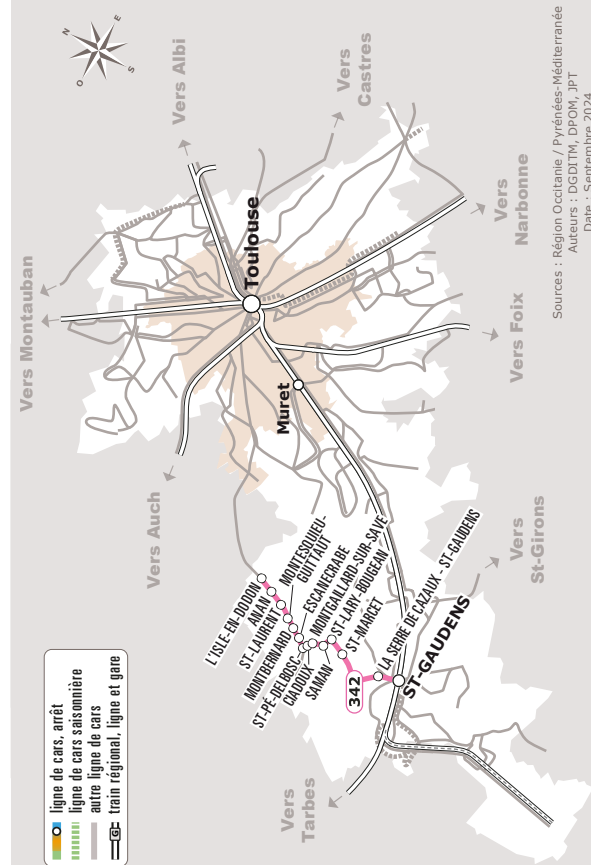 N
E
S
O
Vers Albi
Vers
Castres
Vers Montauban
Toulouse
Vers
Narbonne
Sources : Région Occitanie / Pyrénées-Méditerranée
Auteurs : DGDITM, DPOM, JPT
Date : Septembre 2024
Vers Foix
Muret
Vers Auch
Vers
St-Girons
L'ISLE-EN-DODON
ANAN
ST-LAURENT
MONTESQUIEU-
GUITTAUT
MONTBERNARD
ESCANECRABE
ST-PÉ-DELBOSC
MONTGAILLARD-SUR-SAVE
CIADOUX
ST-LARY-BOUGEAN
SAMAN
ST-MARCET
342
LA SERRE DE CAZAUX - ST-GAUDENS
ST-GAUDENS
Vers
Tarbes
ligne de cars, arrêt
ligne de cars saisonnière
autre ligne de cars
G train régional, ligne et gare